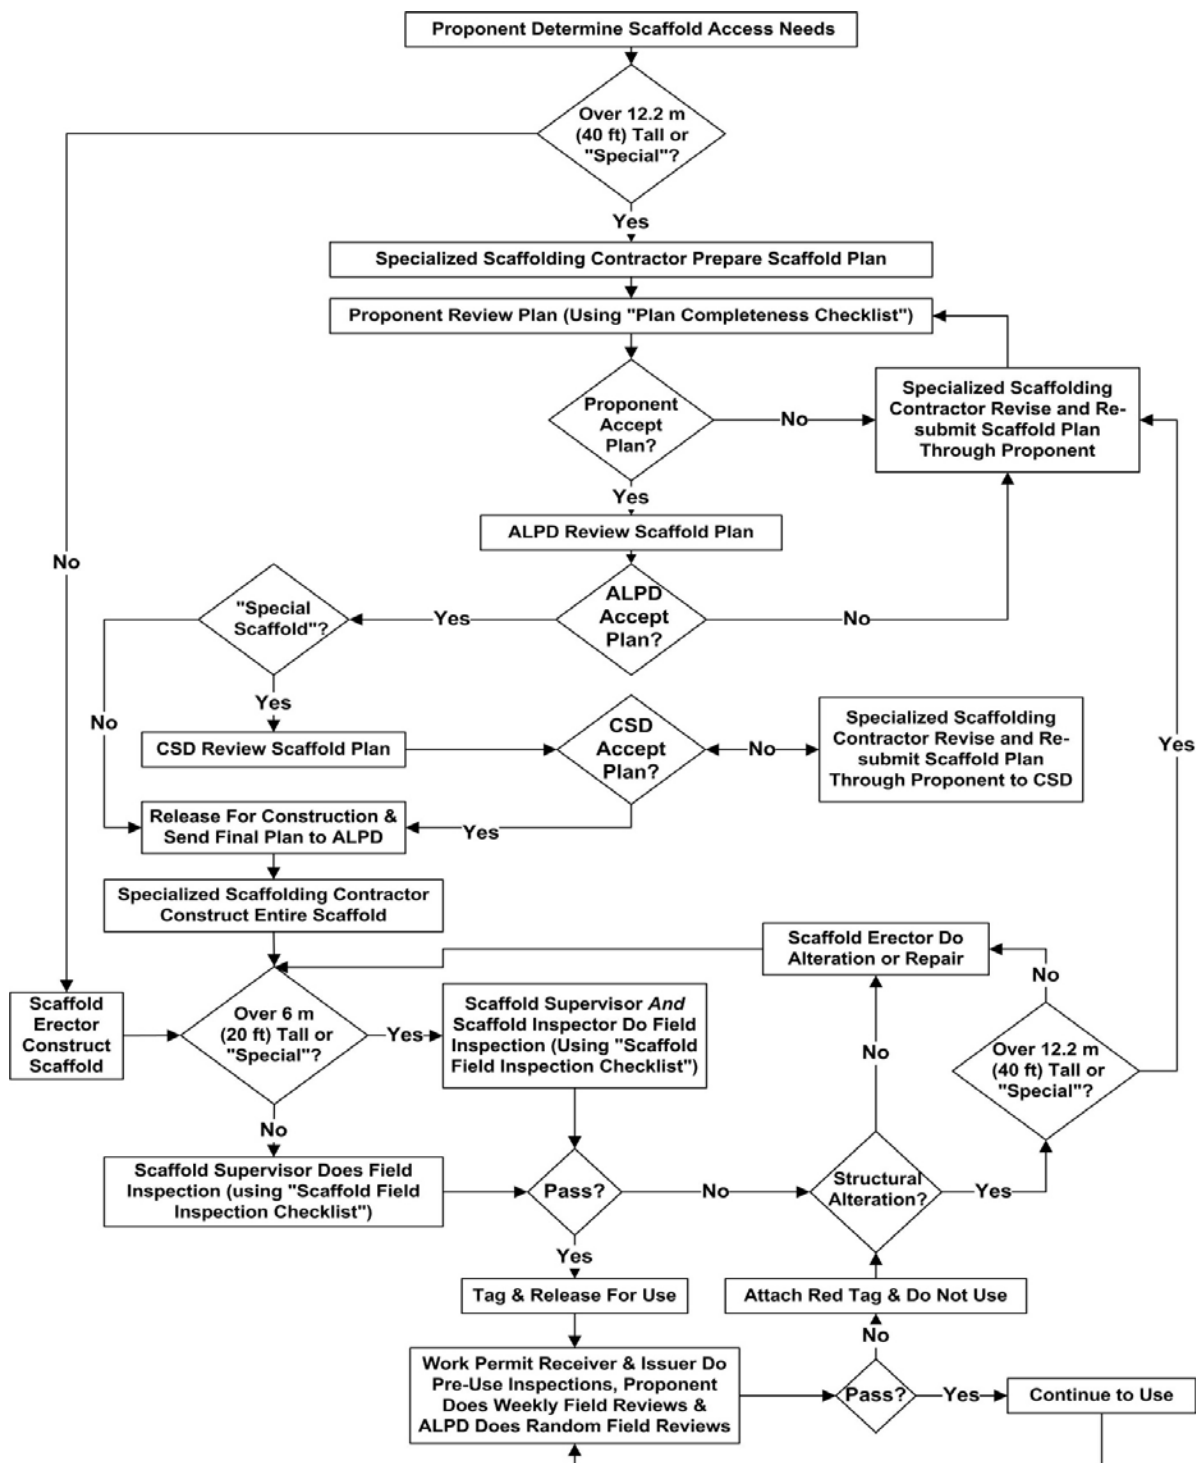 Proponent Determine Scaffold Access Needs
Over 12.2 m
(40 ft) Tall or
"Special"?
Yes
Specialized Scaffolding Contractor Prepare Scaffold Plan
Proponent Review Plan (Using "Plan Completeness Checklist")
Proponent
Accept
Plan?
No
Specialized Scaffolding
Contractor Revise and Re-
submit Scaffold Plan
Through Proponent
Yes
ALPD Review Scaffold Plan
No
ALPD
Accept
Plan?
Yes
No
"Special
Scaffold"?
Yes
No
CSD Review Scaffold Plan
CSD
Accept
Plan?
No
Specialized Scaffolding
Contractor Revise and Re-
submit Scaffold Plan
Through Proponent to CSD
Yes
Release For Construction &
Send Final Plan to ALPD
Yes
Specialized Scaffolding Contractor
Construct Entire Scaffold
Scaffold Erector Do
Alteration or Repair
Scaffold
Erector
Construct
Scaffold
Over 6 m
(20 ft) Tall or
"Special"?
Yes
Scaffold Supervisor And
Scaffold Inspector Do Field
Inspection (Using "Scaffold
Field Inspection Checklist")
No
No
Over 12.2 m
(40 ft) Tall or
"Special"?
No
Scaffold Supervisor Does Field
Inspection (using "Scaffold Field
Inspection Checklist")
Pass?
No
Structural
Alteration?
Yes
Yes
Tag & Release For Use
Attach Red Tag & Do Not Use
No
Work Permit Receiver & Issuer Do
Pre-Use Inspections, Proponent
Does Weekly Field Reviews &
ALPD Does Random Field Reviews
Pass?
Yes
Continue to Use